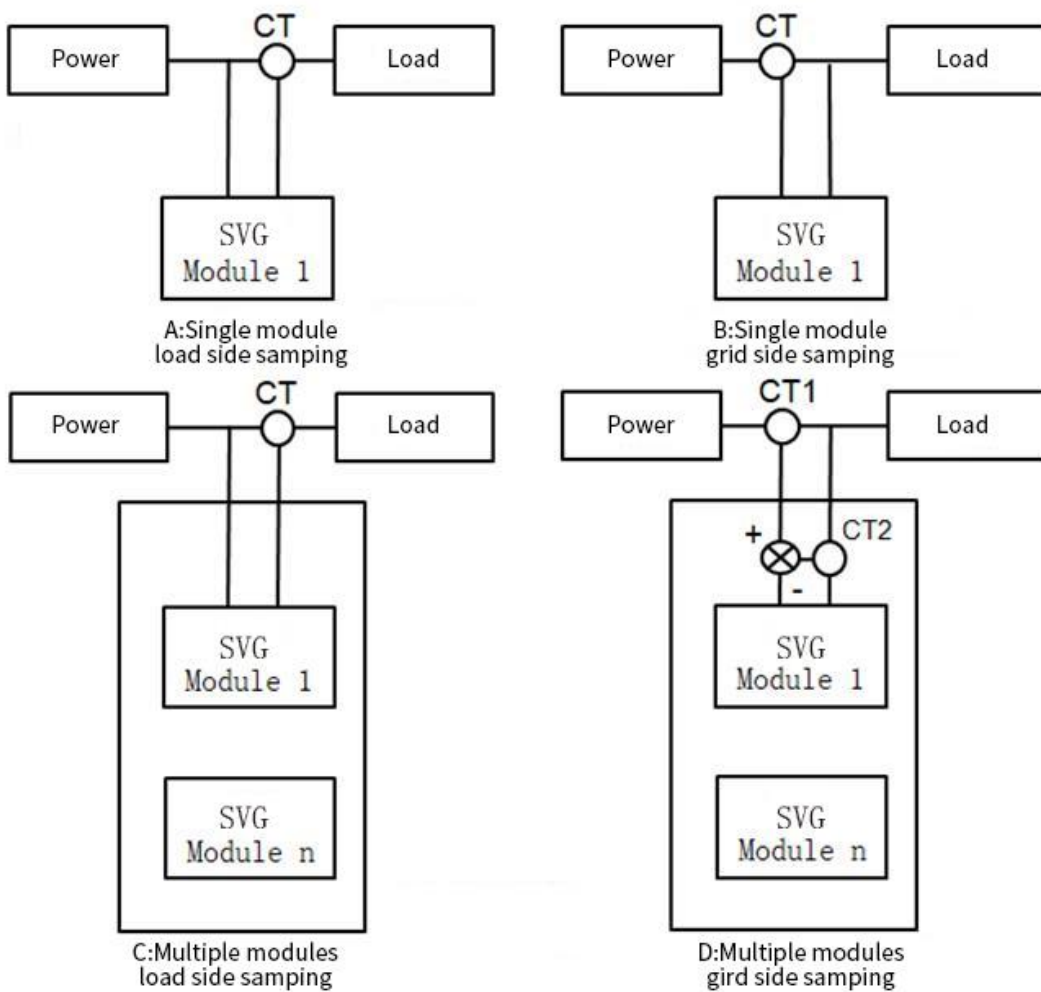 CT
Power
Load
SVG
Module 1
A:Single module
load side samping
CT
Power
Load
SVG
Module 1
B:Single module
grid side samping
CT
Power
Load
SVG
Module 1
SVG
Module n
C:Multiple modules
load side samping
CT1
Power
Load
+
CT2
-
SVG
Module 1
SVG
Module n
D:Multiple modules
gird side samping